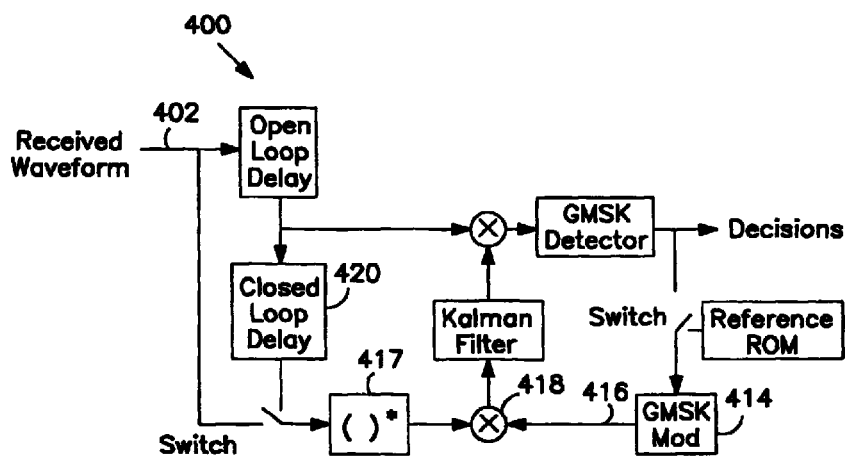 400
402
Received
Waveform
Open
Loop
Delay
GMSK
Detector
Decisions
420
Closed
Loop
Delay
Kalman
Filter
Switch
Reference
ROM
417
418
416
414
( )*
GMSK
Mod
Switch